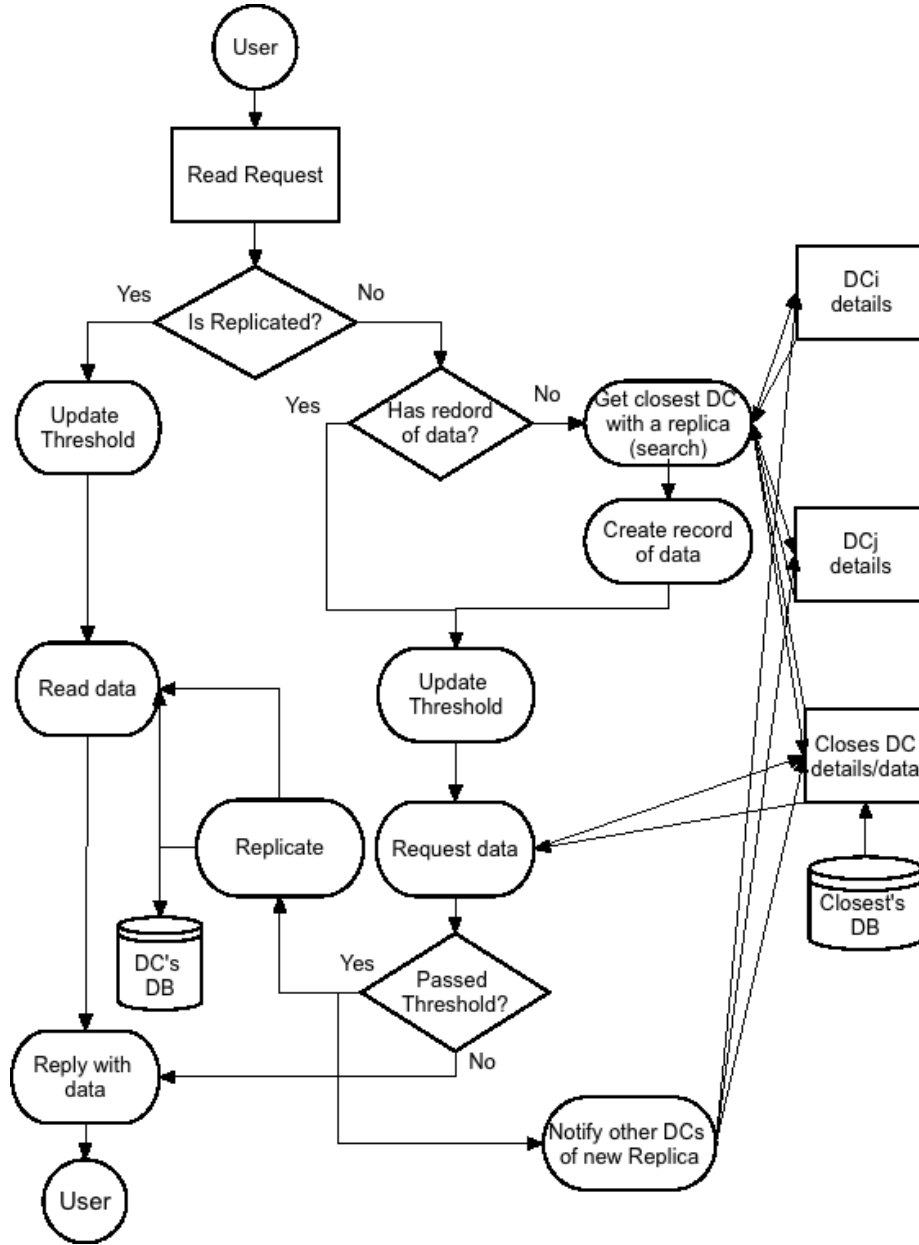 User
Read Request
Is Replicated?
Yes
No
DCi
details
Update
Threshold
Yes
Has redord
of data?
No
Get closest DC
with a replica
(search)
Create record
of data
DCj
details
Read data
Update
Threshold
Closes DC
details/data
Replicate
Request data
Closest's
DB
DC's
DB
Yes
Passed
Threshold?
No
Reply with
data
Notify other DCs
of new Replica
User